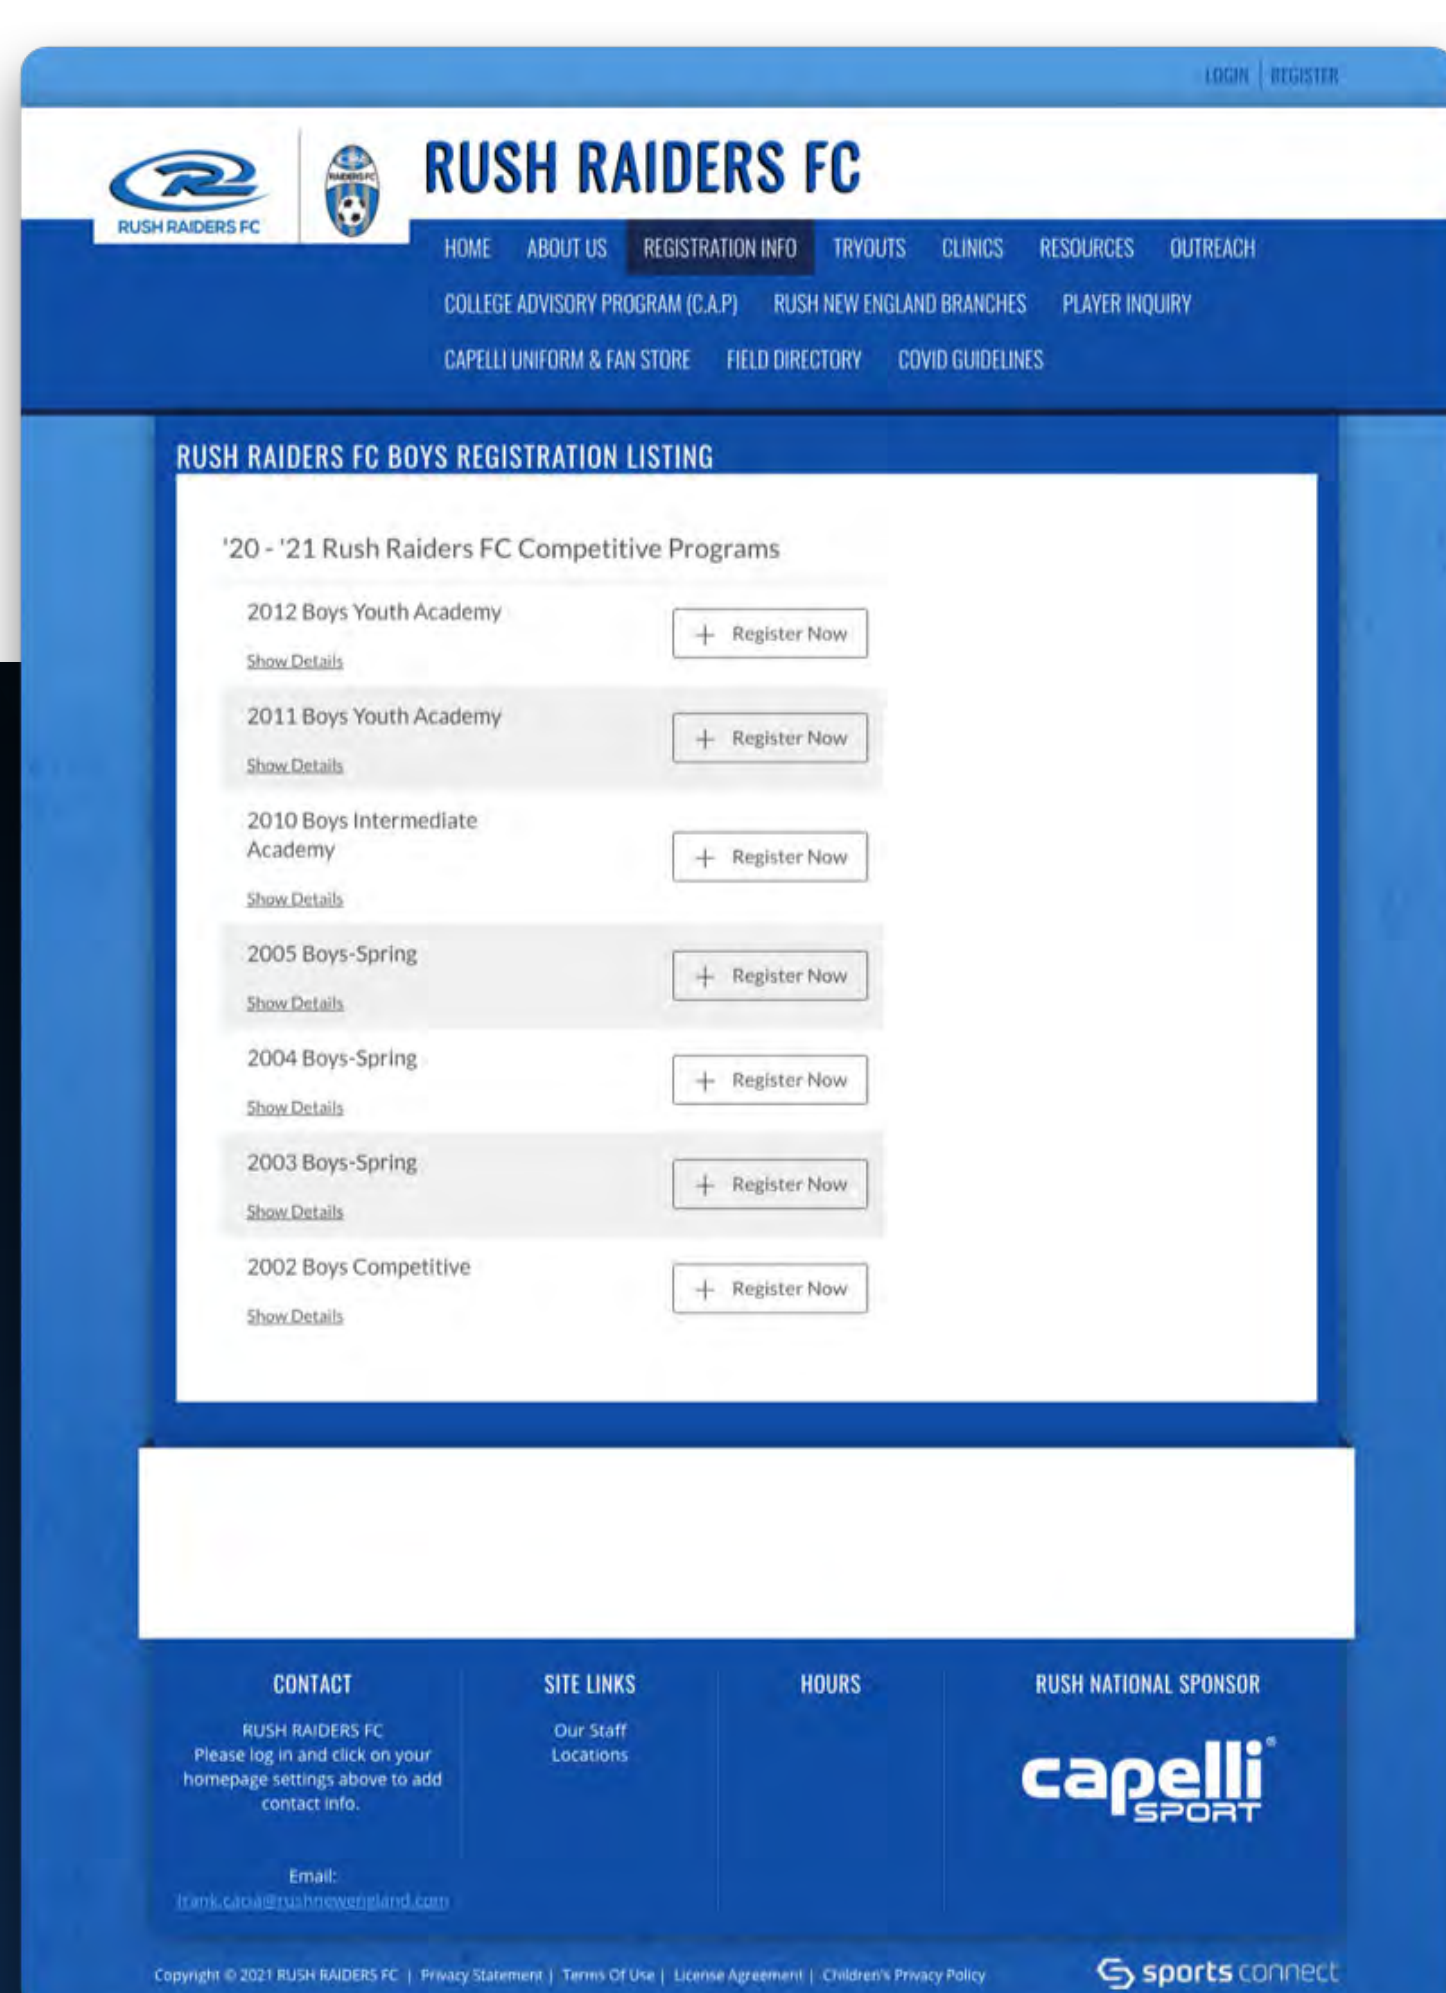 LOGIN | REGISTER
RUSH RAIDERS FC
RAIDERS FC
RUSH RAIDERS FC
HOME ABOUT US REGISTRATION INFO TRYOUTS CLINICS RESOURCES OUTREACH
COLLEGE ADVISORY PROGRAM (C.A.P) RUSH NEW ENGLAND BRANCHES PLAYER INQUIRY
CAPELLI UNIFORM & FAN STORE FIELD DIRECTORY COVID GUIDELINES
RUSH RAIDERS FC BOYS REGISTRATION LISTING
'20 - '21 Rush Raiders FC Competitive Programs
2012 Boys Youth Academy
+ Register Now
Show Details
2011 Boys Youth Academy
+ Register Now
Show Details
2010 Boys Intermediate
Academy
+ Register Now
Show Details
2005 Boys-Spring
+ Register Now
Show Details
2004 Boys-Spring
+ Register Now
Show Details
2003 Boys-Spring
+ Register Now
Show Details
2002 Boys Competitive
+ Register Now
Show Details
CONTACT
RUSH RAIDERS FC
Please log in and click on your
homepage settings above to add
contact info.
Email:
SITE LINKS
Our Staff
Locations
HOURS
RUSH NATIONAL SPONSOR
capelli®
SPORT
Copyright © 2021 RUSH RAIDERS FC | Privacy Statement | Terms Of Use | License Agreement | Children's Privacy Policy
sports connect